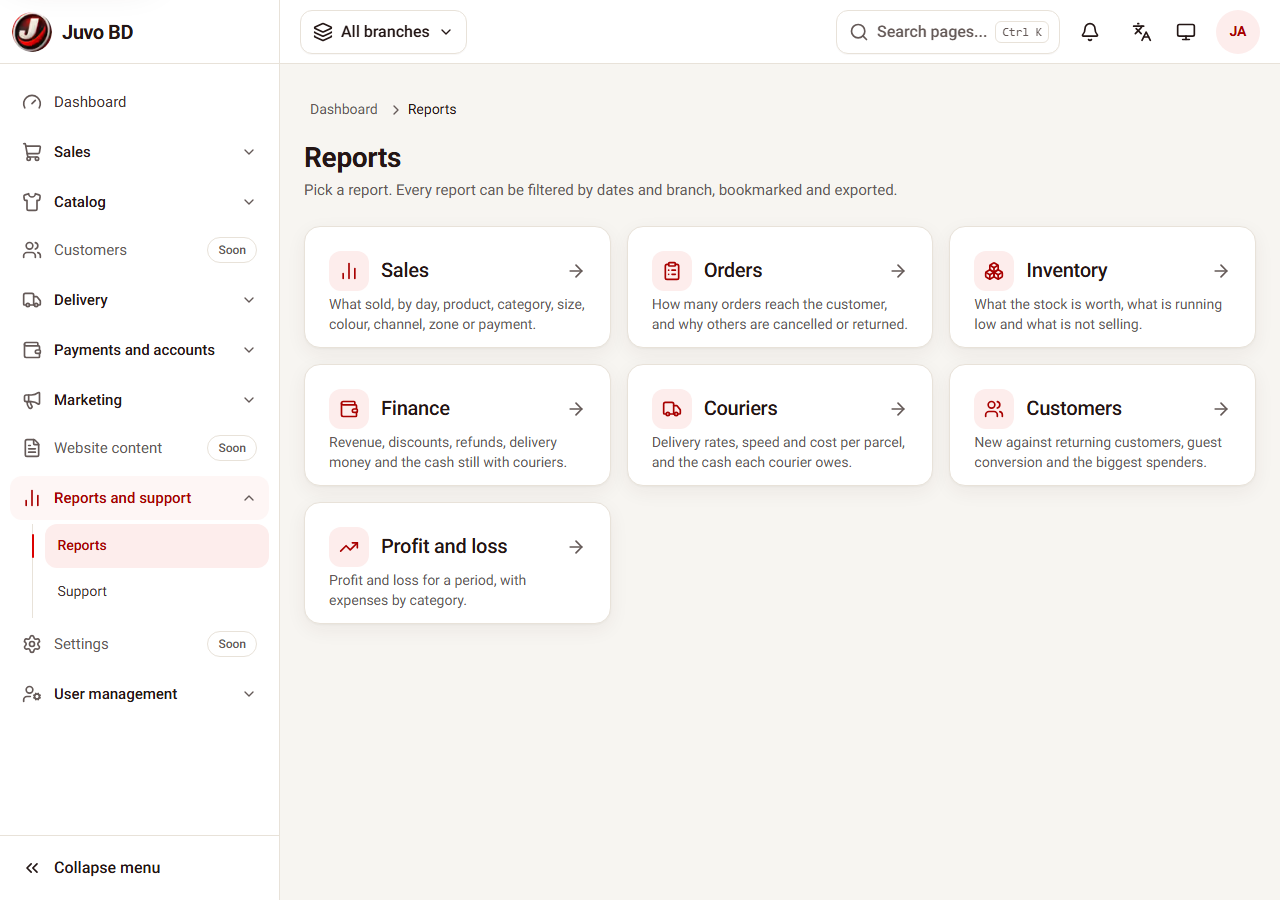 Juvo BD
All branches
Search pages...
Ctrl K
JA
Dashboard
Sales
Catalog
Customers
Soon
Delivery
Payments and accounts
Marketing
Website content
Soon
Reports and support
Reports
Support
Settings
Soon
User management
Collapse menu
Dashboard
Reports
Reports
Pick a report. Every report can be filtered by dates and branch, bookmarked and exported.
Sales
What sold, by day, product, category, size,
colour, channel, zone or payment.
Orders
How many orders reach the customer,
and why others are cancelled or returned.
Inventory
What the stock is worth, what is running
low and what is not selling.
Finance
Revenue, discounts, refunds, delivery
money and the cash still with couriers.
Couriers
Delivery rates, speed and cost per parcel,
and the cash each courier owes.
Customers
New against returning customers, guest
conversion and the biggest spenders.
Profit and loss
Profit and loss for a period, with
expenses by category.